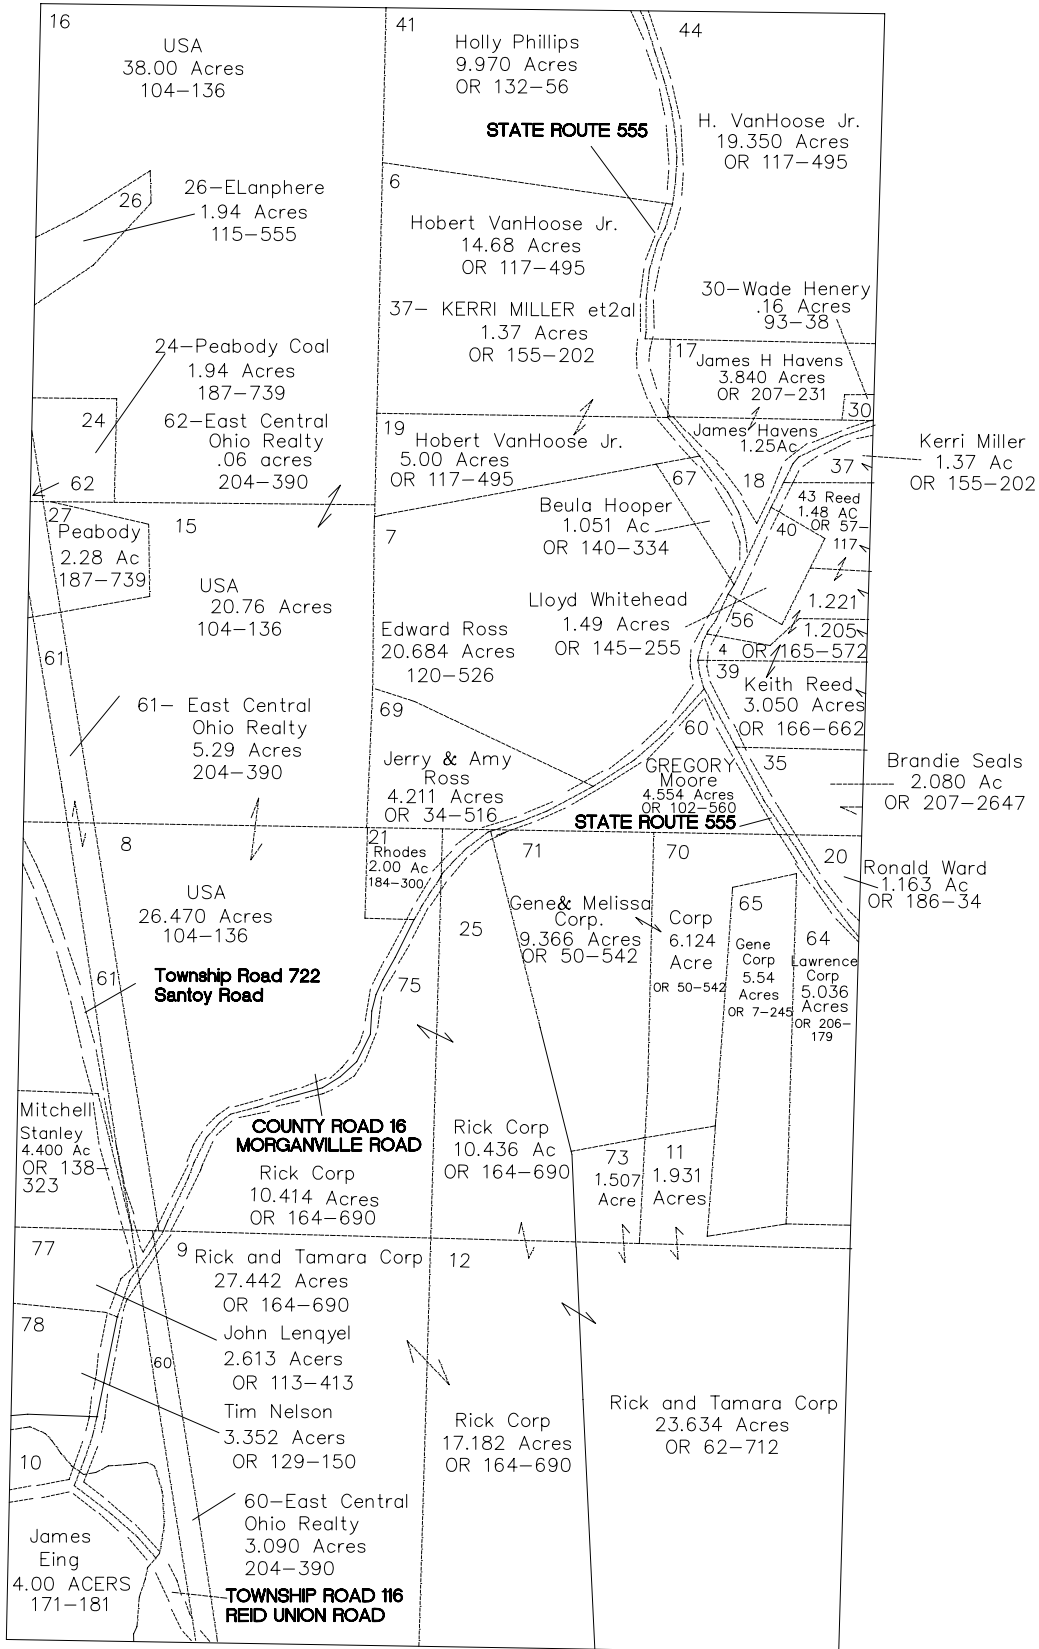 16
USA
38.00 Acres
104-136
41
Holly Phillips
9.970 Acres
OR 132-56
44
STATE ROUTE 555
H. VanHoose Jr.
19.350 Acres
OR 117-495
26
26-ELanphere
1.94 Acres
115-555
6
Hobert VanHoose Jr.
14.68 Acres
OR 117-495
37- KERRI MILLER et2al
1.37 Acres
OR 155-202
30-Wade Henery
.16 Acres
93-38
24-Peabody Coal
1.94 Acres
187-739
17
James H Havens
3.840 Acres
OR 207-231
30
24
62
62-East Central
Ohio Realty
.06 acres
204-390
19
Hobert VanHoose Jr.
5.00 Acres
OR 117-495
James Havens
1.25Ac
18
37
Kerri Miller
1.37 Ac
OR 155-202
67
Beula Hooper
1.051 Ac
OR 140-334
43 Reed
1.48 AC
OR 57-
117
40
27
Peabody
2.28 Ac
187-739
15
USA
20.76 Acres
104-136
7
Edward Ross
20.684 Acres
120-526
Lloyd Whitehead
1.49 Acres
OR 145-255
56
1.221
1.205
4
OR 165-572
39
Keith Reed
3.050 Acres
OR 166-662
61
61- East Central
Ohio Realty
5.29 Acres
204-390
69
Jerry & Amy
Ross
4.211 Acres
OR 34-516
60
GREGORY
Moore
4.554 Acres
OR 102-560
STATE ROUTE 555
35
Brandie Seals
2.080 Ac
OR 207-2647
8
USA
26.470 Acres
104-136
21
Rhodes
2.00 Ac
184-300
71
Gene& Melissa
Corp.
9.366 Acres
OR 50-542
70
Corp
6.124
Acre
OR 50-542
20
Ronald Ward
1.163 Ac
OR 186-34
65
Gene
Corp
5.54
Acres
OR 7-245
64
Lawrence
Corp
5.036
Acres
OR 206-
179
25
75
61
Township Road 722
Santoy Road
Mitchell
Stanley
4.400 Ac
OR 138-
323
COUNTY ROAD 16
MORGANVILLE ROAD
Rick Corp
10.414 Acres
OR 164-690
Rick Corp
10.436 Ac
OR 164-690
73
1.507
Acre
11
1.931
Acres
77
9
Rick and Tamara Corp
27.442 Acres
OR 164-690
12
78
John Lenqyel
2.613 Acers
OR 113-413
60
Tim Nelson
3.352 Acers
OR 129-150
Rick Corp
17.182 Acres
OR 164-690
Rick and Tamara Corp
23.634 Acres
OR 62-712
10
60-East Central
Ohio Realty
3.090 Acres
204-390
James
Eing
4.00 ACERS
171-181
TOWNSHIP ROAD 116
REID UNION ROAD